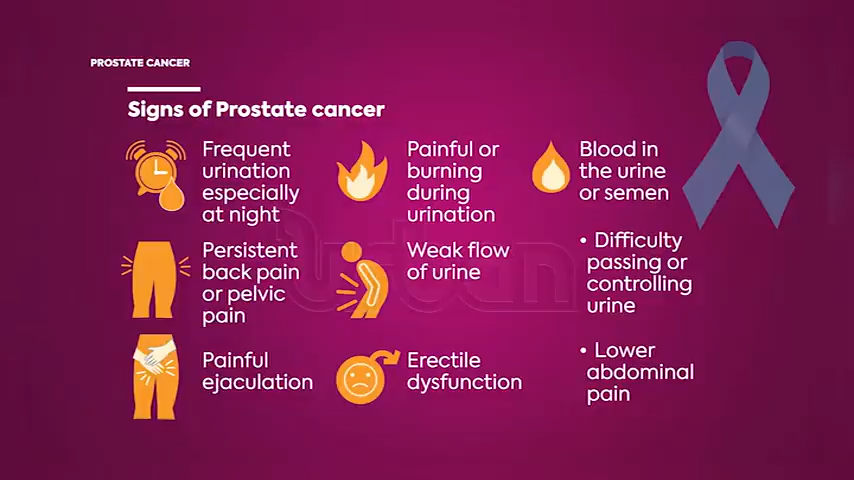 PROSTATE CANCER
Signs of Prostate cancer
Frequent
urination
especially
at night
Painful or
burning
during
urination
Blood in
the urine
or semen
Persistent
back pain
or pelvic
pain
Weak flow
of urine
• Difficulty
passing or
controlling
urine
Painful
ejaculation
Erectile
dysfunction
• Lower
abdominal
pain
urban